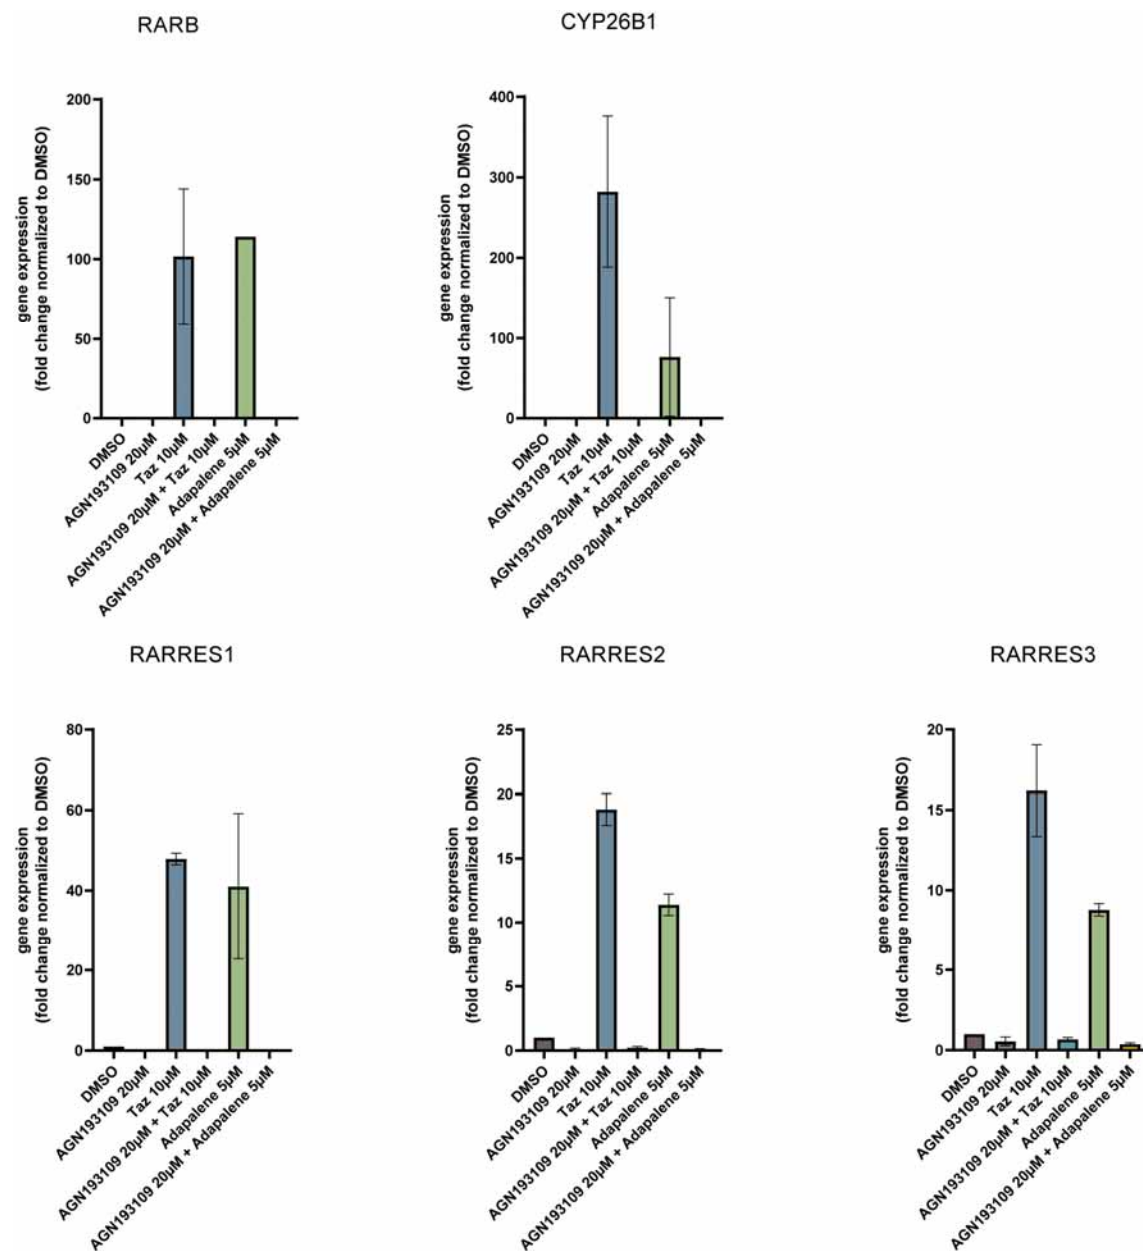 RARB
gene expression
(fold change normalized to DMSO)
200
150
100
50
0
DMSO
AGN193109 20µM
Taz 10µM
AGN193109 20µM + Taz 10µM
Adapalene 5µM
AGN193109 20µM + Adapalene 5µM
CYP26B1
gene expression
(fold change normalized to DMSO)
400
300
200
100
0
DMSO
AGN193109 20µM
Taz 10µM
AGN193109 20µM + Taz 10µM
Adapalene 5µM
AGN193109 20µM + Adapalene 5µM
RARRES1
gene expression
(fold change normalized to DMSO)
80
60
40
20
0
DMSO
AGN193109 20µM
Taz 10µM
AGN193109 20µM + Taz 10µM
Adapalene 5µM
AGN193109 20µM + Adapalene 5µM
RARRES2
gene expression
(fold change normalized to DMSO)
25
20
15
10
5
0
DMSO
AGN193109 20µM
Taz 10µM
AGN193109 20µM + Taz 10µM
Adapalene 5µM
AGN193109 20µM + Adapalene 5µM
RARRES3
gene expression
(fold change normalized to DMSO)
20
15
10
5
0
DMSO
AGN193109 20µM
Taz 10µM
AGN193109 20µM + Taz 10µM
Adapalene 5µM
AGN193109 20µM + Adapalene 5µM